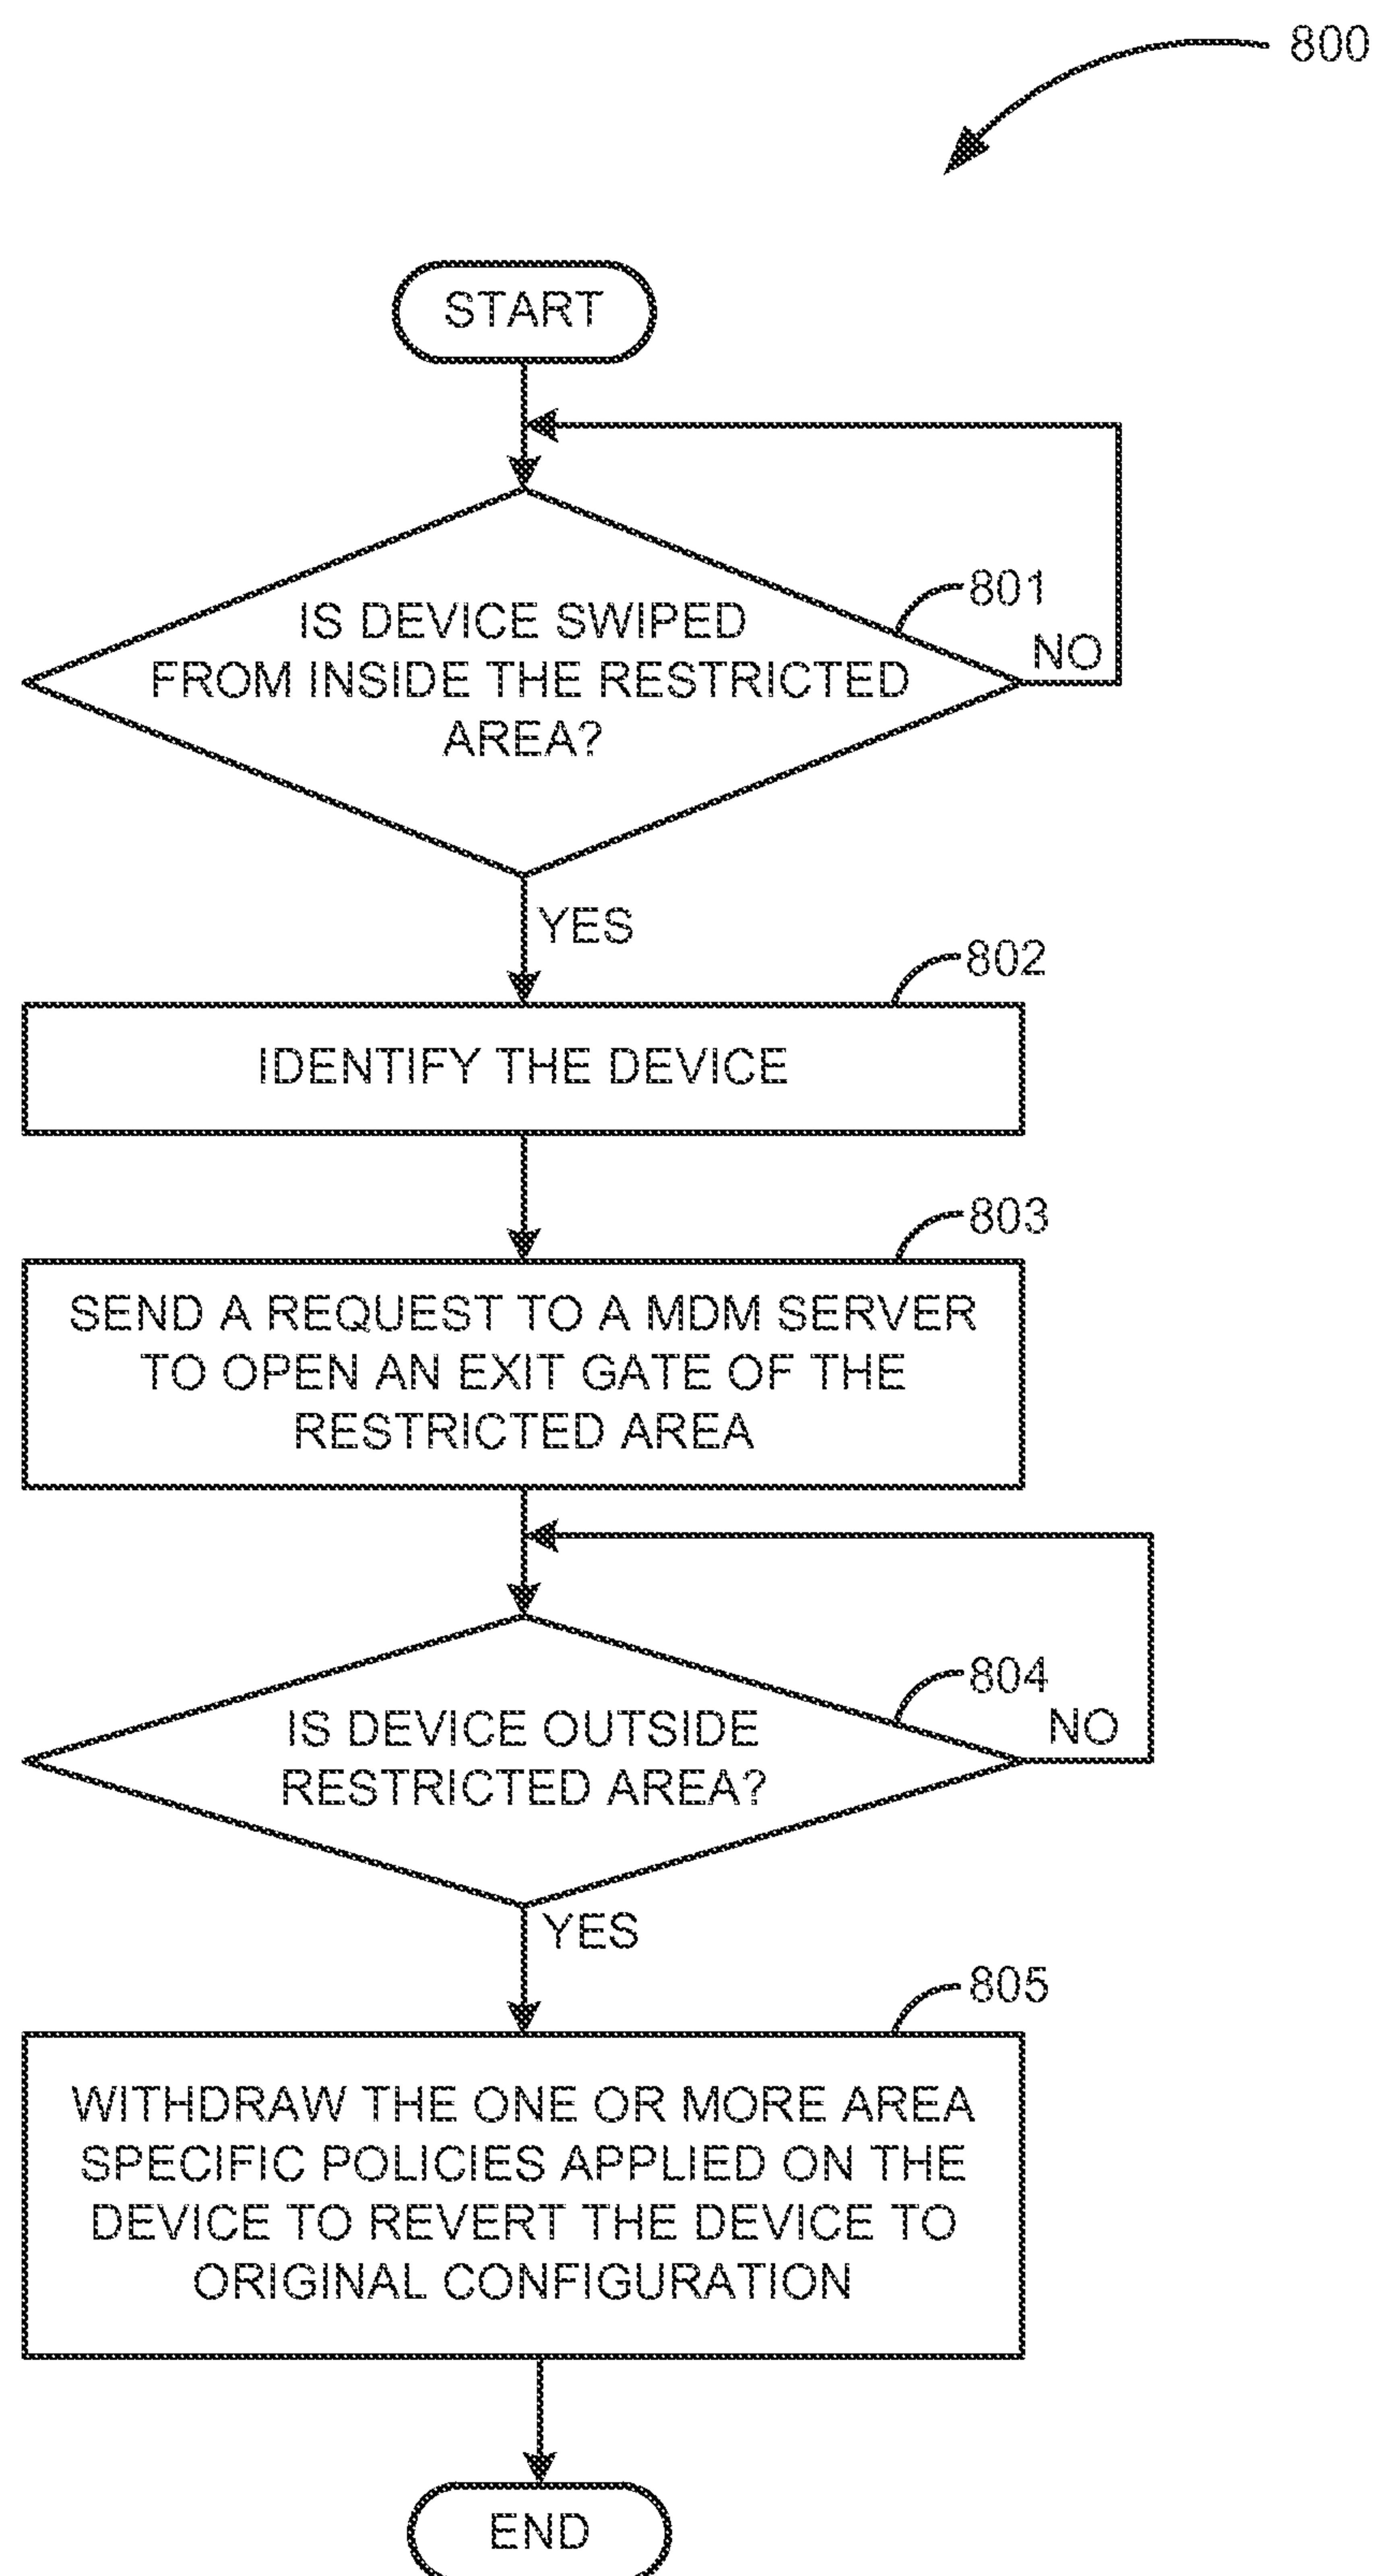 800
START
801
IS DEVICE SWIPED
FROM INSIDE THE RESTRICTED
AREA?
NO
YES
802
IDENTIFY THE DEVICE
803
SEND A REQUEST TO A MDM SERVER
TO OPEN AN EXIT GATE OF THE
RESTRICTED AREA
804
IS DEVICE OUTSIDE
RESTRICTED AREA?
NO
YES
805
WITHDRAW THE ONE OR MORE AREA
SPECIFIC POLICIES APPLIED ON THE
DEVICE TO REVERT THE DEVICE TO
ORIGINAL CONFIGURATION
END